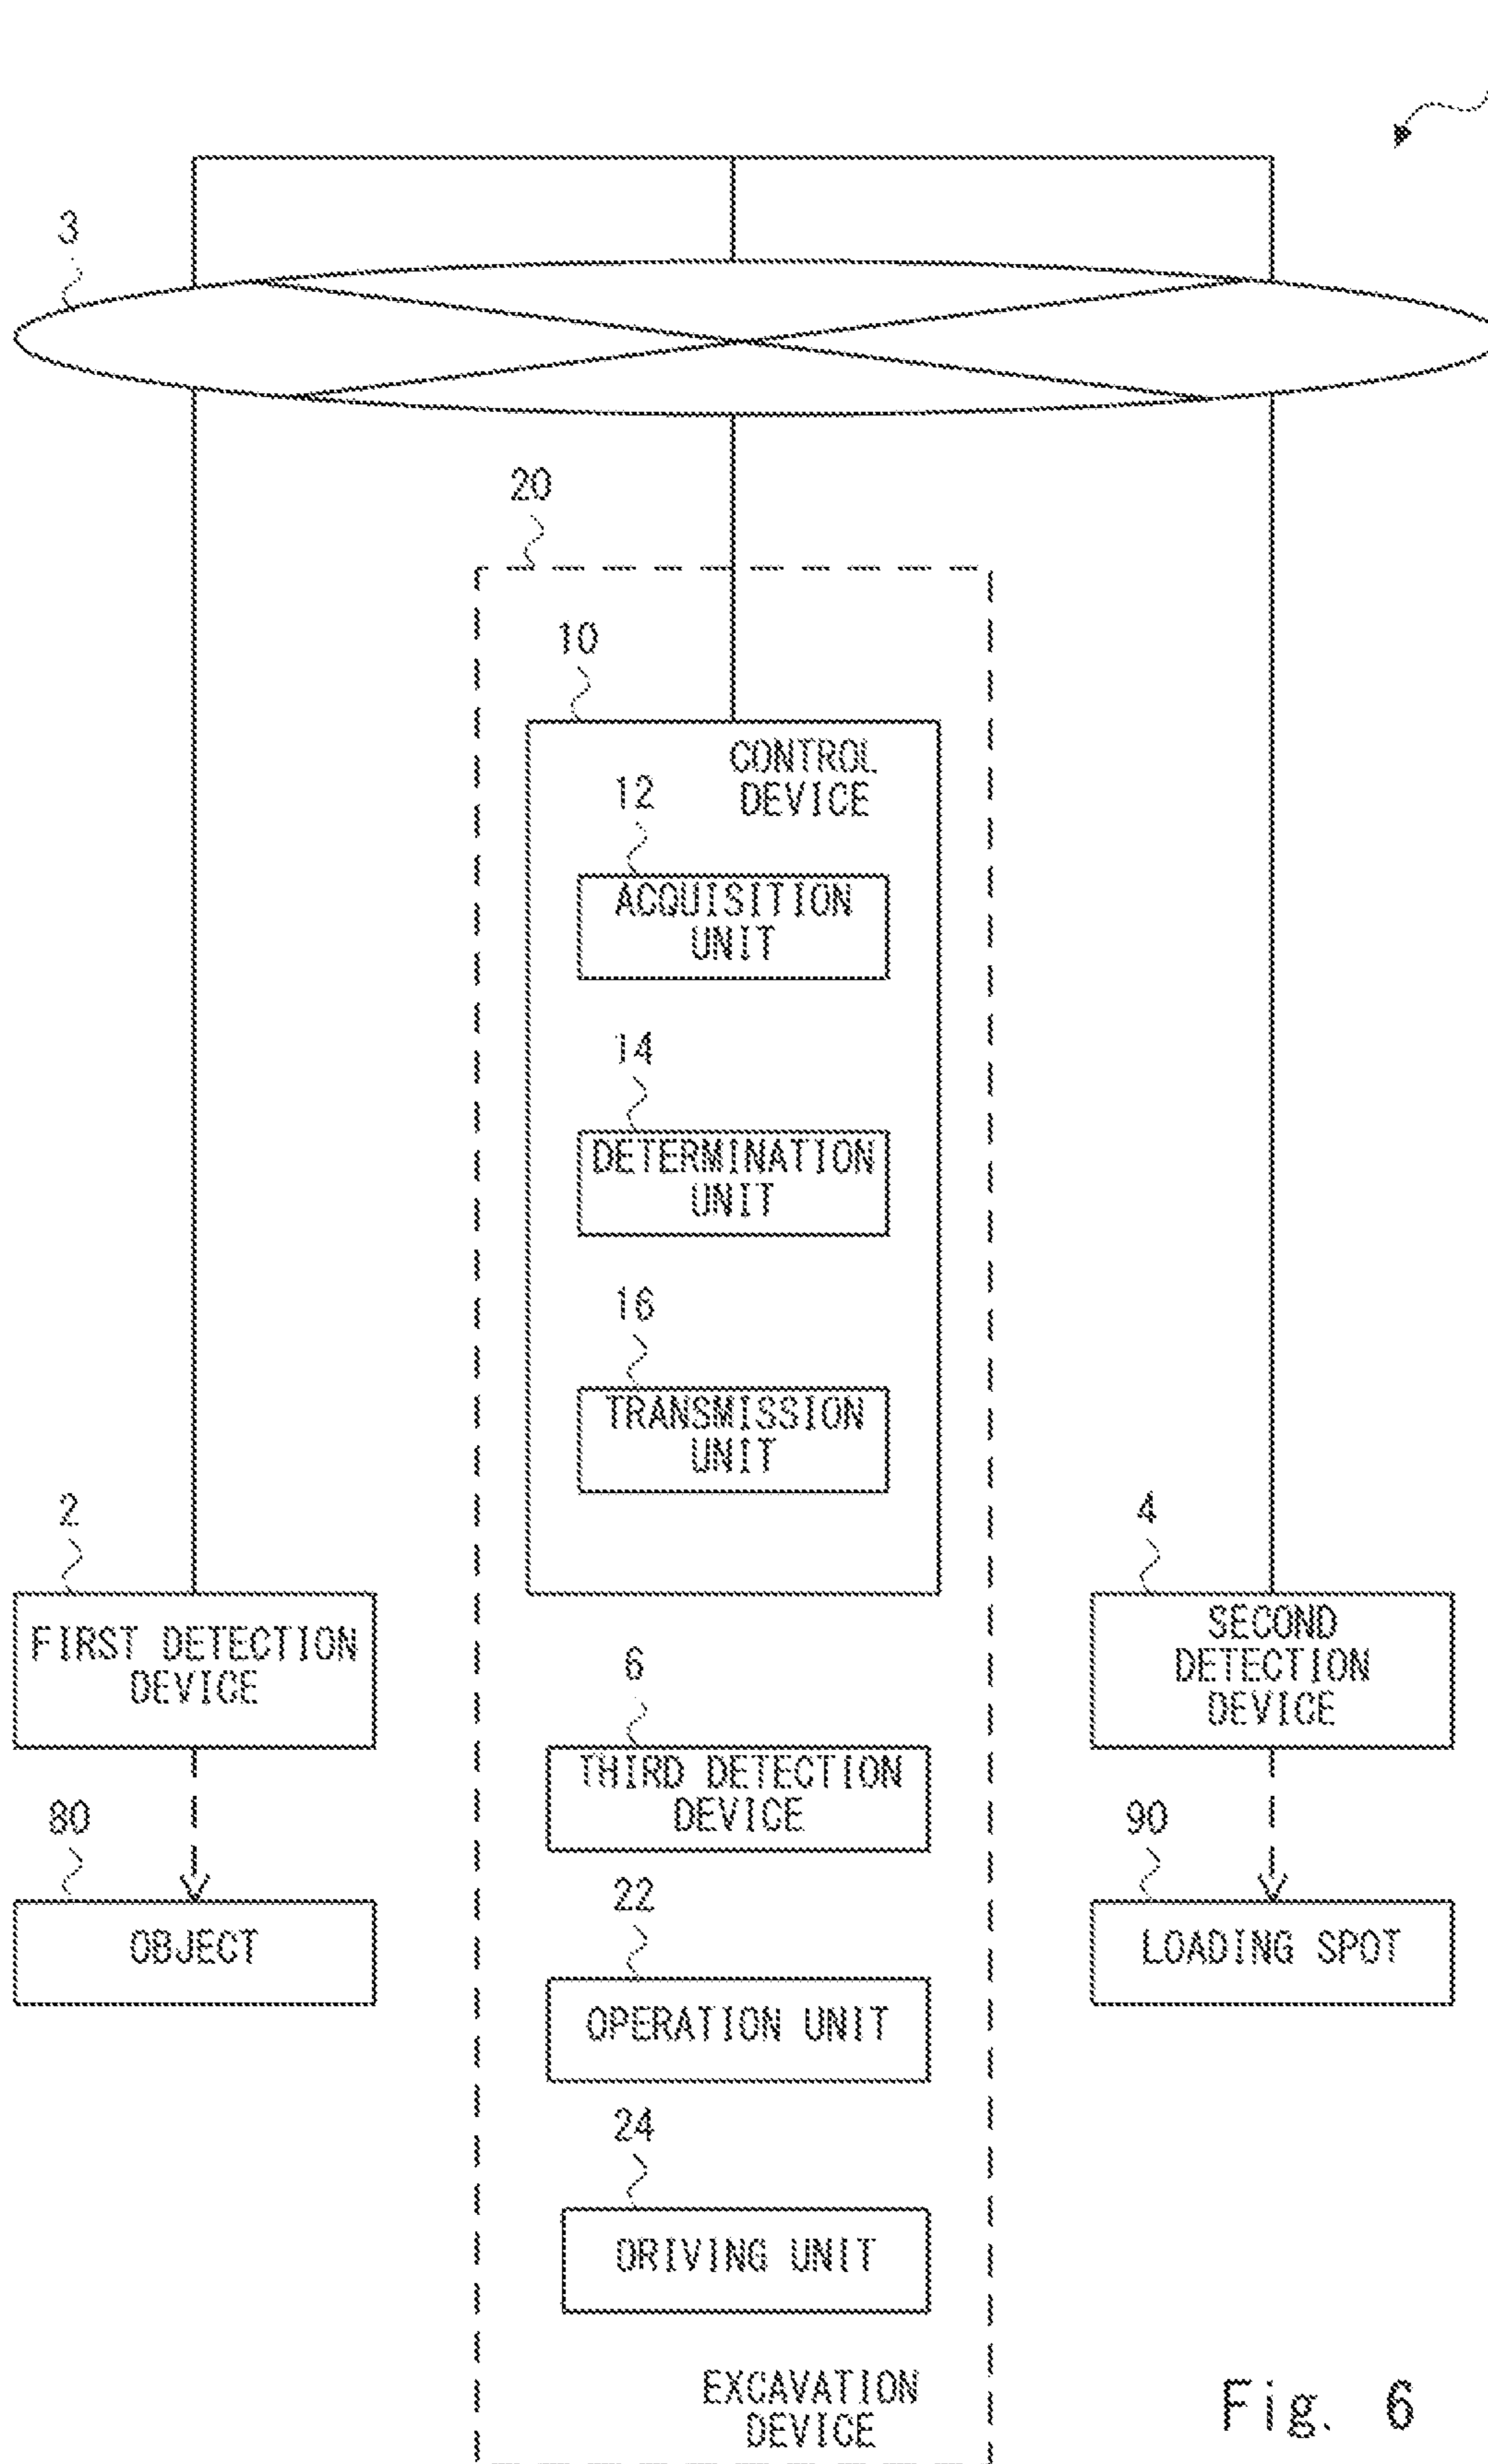 3
20
10
CONTROL
DEVICE
12
ACQUISITION
UNIT
14
DETERMINATION
UNIT
16
TRANSMISSION
UNIT
2
FIRST DETECTION
DEVICE
4
SECOND
DETECTION
DEVICE
6
THIRD DETECTION
DEVICE
80
OBJECT
90
LOADING SPOT
22
OPERATION UNIT
24
DRIVING UNIT
EXCAVATION
DEVICE
Fig. 6